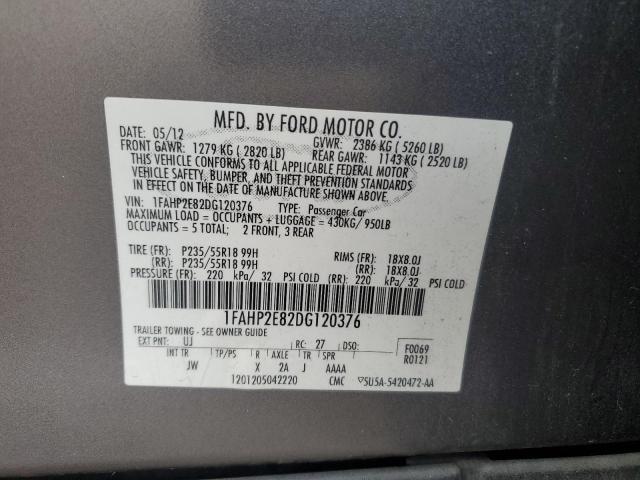 MFD. BY FORD MOTOR CO.
DATE: 05/12 GVWR: 2386 KG ( 5260 LB)
FRONT GAWR: 1279 KG ( 2820 LB) REAR GAWR: 1143 KG ( 2520 LB)
THIS VEHICLE CONFORMS TO ALL APPLICABLE FEDERAL MOTOR
VEHICLE SAFETY, BUMPER, AND THEFT PREVENTION STANDARDS
IN EFFECT ON THE DATE OF MANUFACTURE SHOWN ABOVE.
VIN: 1FAHP2E82DG120376 TYPE: Passenger Car
MAXIMUM LOAD = OCCUPANTS + LUGGAGE = 430KG/ 950LB
OCCUPANTS = 5 TOTAL: 2 FRONT, 3 REAR
TIRE (FR): P235/55R18 99H RIMS (FR): 18X8.0J
(RR): P235/55R18 99H (RR): 18X8.0J
PRESSURE (FR): 220 kPa/ 32 PSI COLD (RR): 220 kPa/ 32 PSI COLD
1FAHP2E82DG120376
TRAILER TOWING - SEE OWNER GUIDE
EXT PNT: UJ RC: 27 DSO: F0069
INT TR TP/PS R AXLE TR SPR R0121
JW X 2A J AAAA
1201205042220 CMC ▽SU5A-5420472-AA